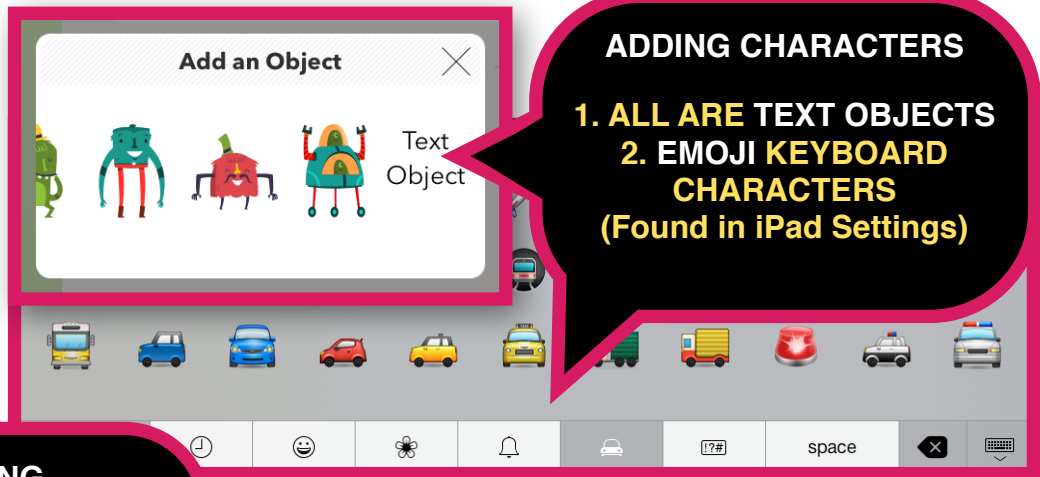 Add an Object
Text
Object
ADDING CHARACTERS
1. ALL ARE TEXT OBJECTS
2. EMOJI KEYBOARD
CHARACTERS
(Found in iPad Settings)
!?#
space